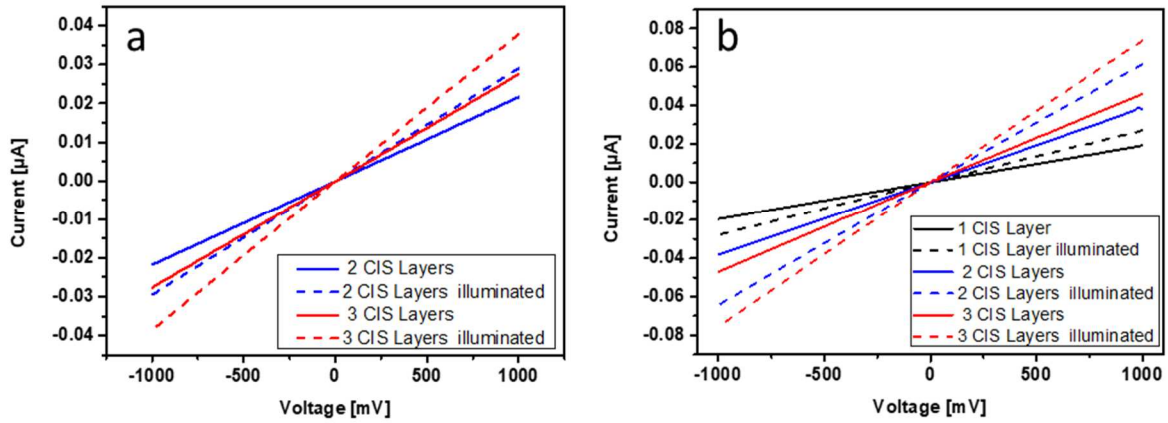 a
0.04
0.03
0.02
0.01
0.00
-0.01
-0.02
-0.03
-0.04
Current [µA]
-1000 -500 0 500 1000
Voltage [mV]
2 CIS Layers
2 CIS Layers illuminated
3 CIS Layers
3 CIS Layers illuminated
b
0.08
0.06
0.04
0.02
0.00
-0.02
-0.04
-0.06
-0.08
Current [µA]
-1000 -500 0 500 1000
Voltage [mV]
1 CIS Layer
1 CIS Layer illuminated
2 CIS Layers
2 CIS Layers illuminated
3 CIS Layers
3 CIS Layers illuminated